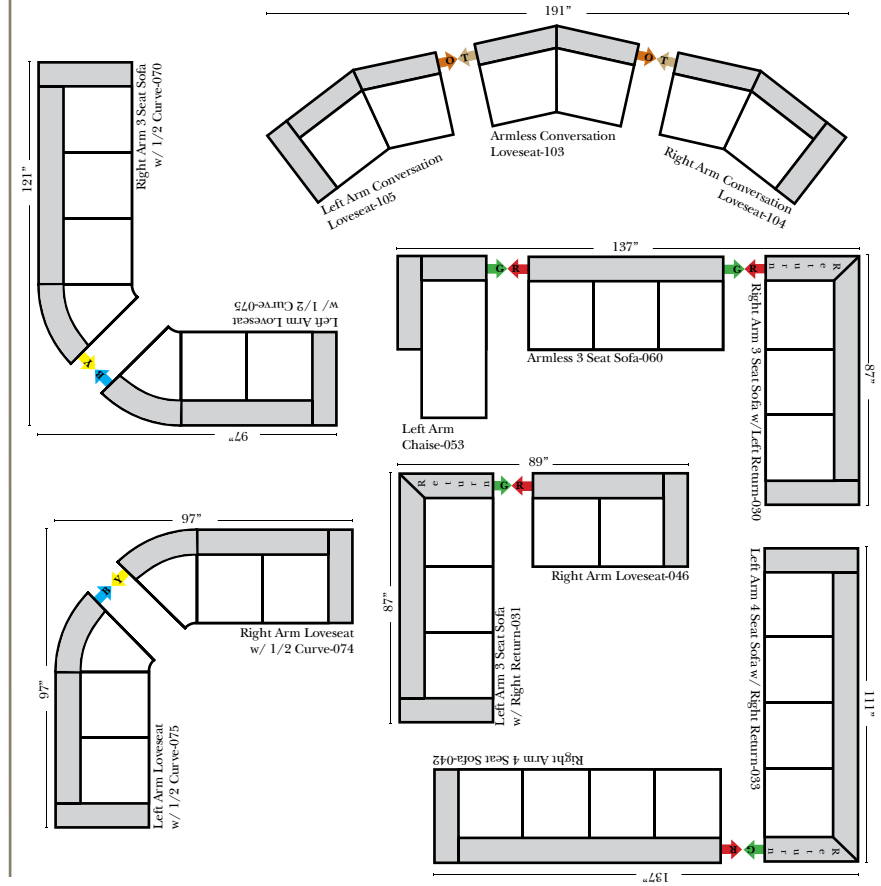 191”
O T
O T
Left Arm Conversation
Loveseat-105
Armless Conversation
Loveseat-103
Right Arm Conversation
Loveseat-104
121”
Right Arm 3 Seat Sofa
w/ 1/2 Curve-070
Y
B
Left Arm Loveseat
w/ 1/2 Curve-075
97”
137”
G R
G R
Return
Left Arm
Chaise-053
Armless 3 Seat Sofa-060
Right Arm 3 Seat Sofa w/Left Return-030
87”
89”
Return
G R
87”
Left Arm 3 Seat Sofa
w/ Right Return-031
Right Arm Loveseat-046
97”
97”
B Y
Right Arm Loveseat
w/ 1/2 Curve-074
Left Arm Loveseat
w/ 1/2 Curve-075
Left Arm 4 Seat Sofa w/ Right Return-033
111”
Right Arm 4 Seat Sofa-042
R G
Return
137”